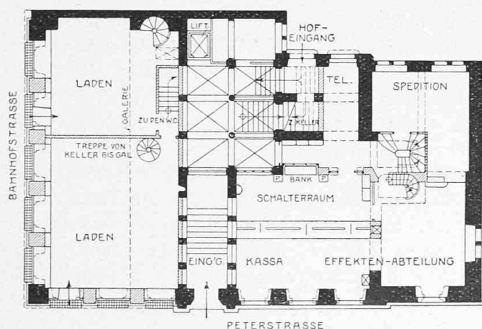 LIFT
HOF-
EINGANG
LADEN
TEL.
SPEDITION
GALERIE
ZU DEN W.C.
Z. KELLER
TREPPE VON
KELLER BIS GAL
BAHNHOFSTRASSE
P. BANK P.
SCHALTERRAUM
LADEN
EING'G.
KASSA
EFFEKTEN-ABTEILUNG
PETERSTRASSE